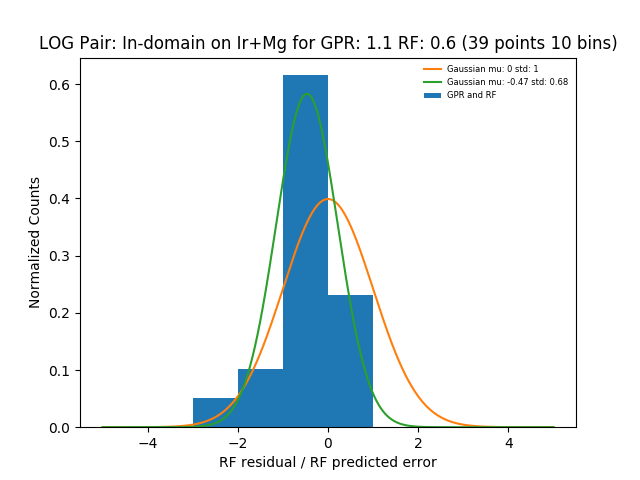 LOG Pair: In-domain on Ir+Mg for GPR: 1.1 RF: 0.6 (39 points 10 bins)
Gaussian mu: 0 std: 1
Gaussian mu: -0.47 std: 0.68
GPR and RF
Normalized Counts
0.6
0.5
0.4
0.3
0.2
0.1
0.0
−4
−2
0
2
4
RF residual / RF predicted error